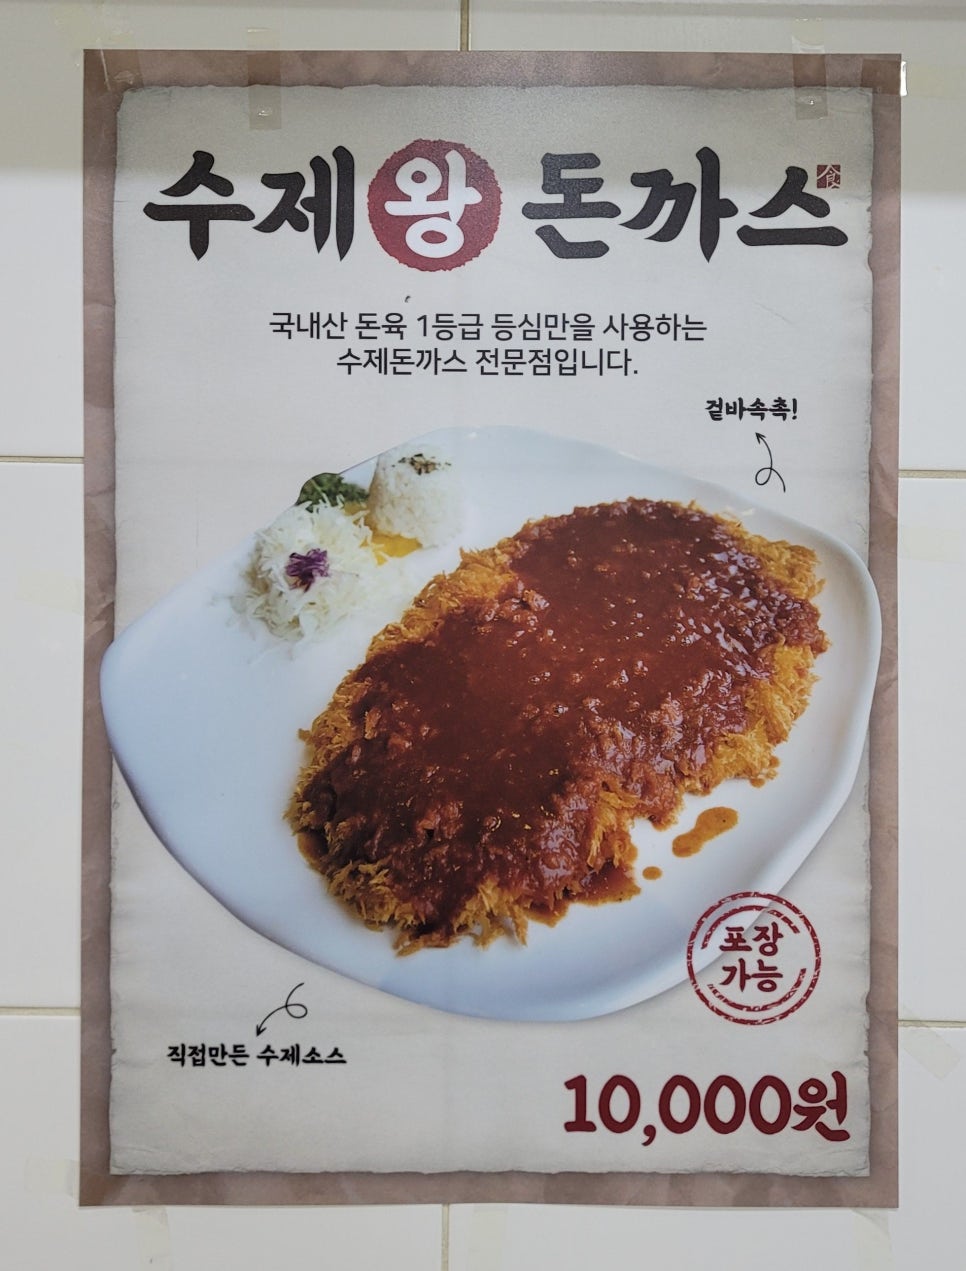 수제왕돈까스
食
국내산 돈육 1등급 등심만을 사용하는
수제돈까스 전문점입니다.
겉바속촉!
포장
가능
직접만든 수제소스
10,000원